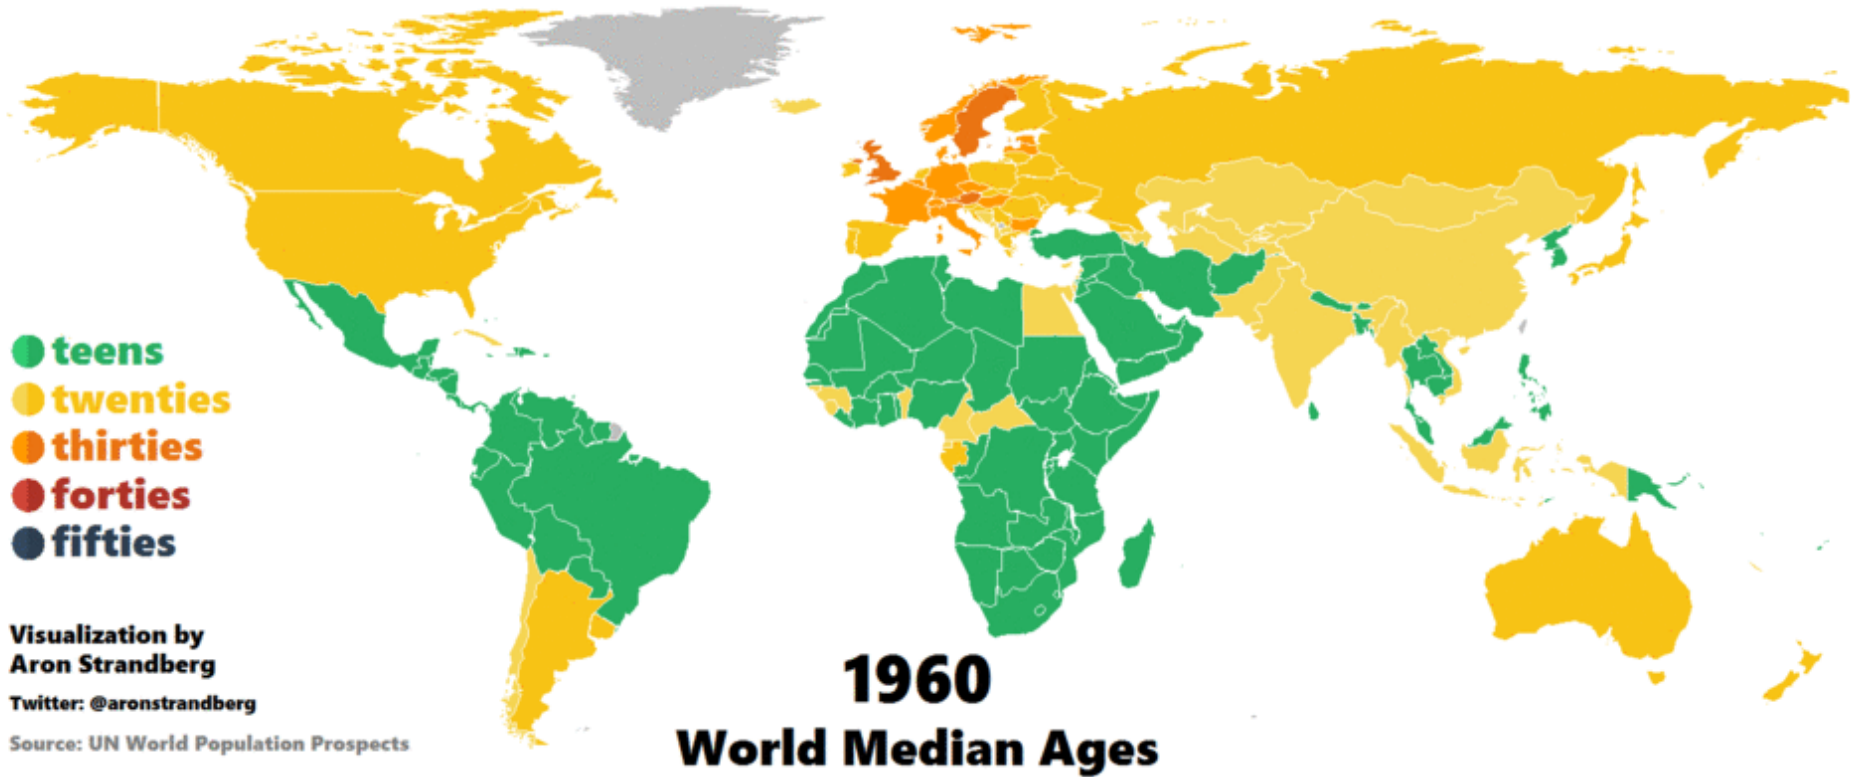 teens
twenties
thirties
forties
fifties
Visualization by
Aron Strandberg
Twitter: @aronstrandberg
Source: UN World Population Prospects
1960
World Median Ages